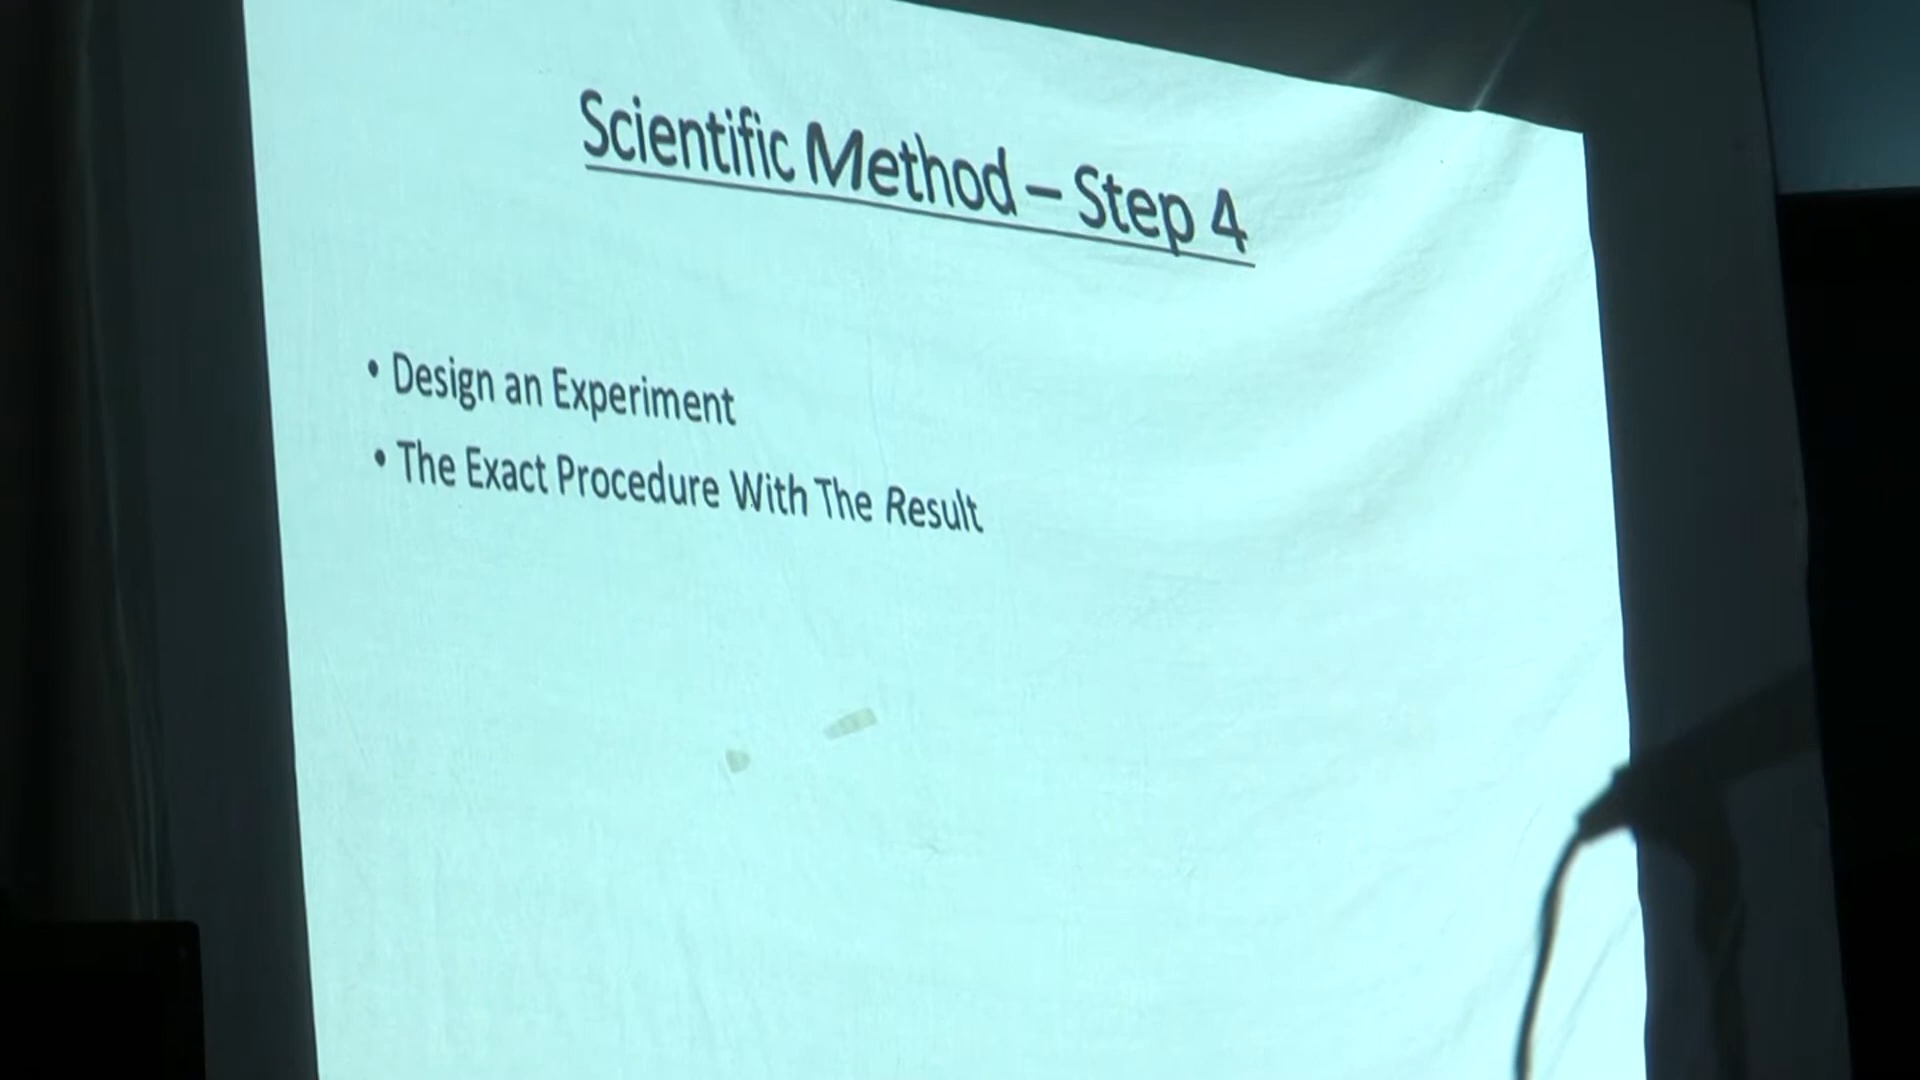 Scientific Method – Step 4
• Design an Experiment
• The Exact Procedure With The Result